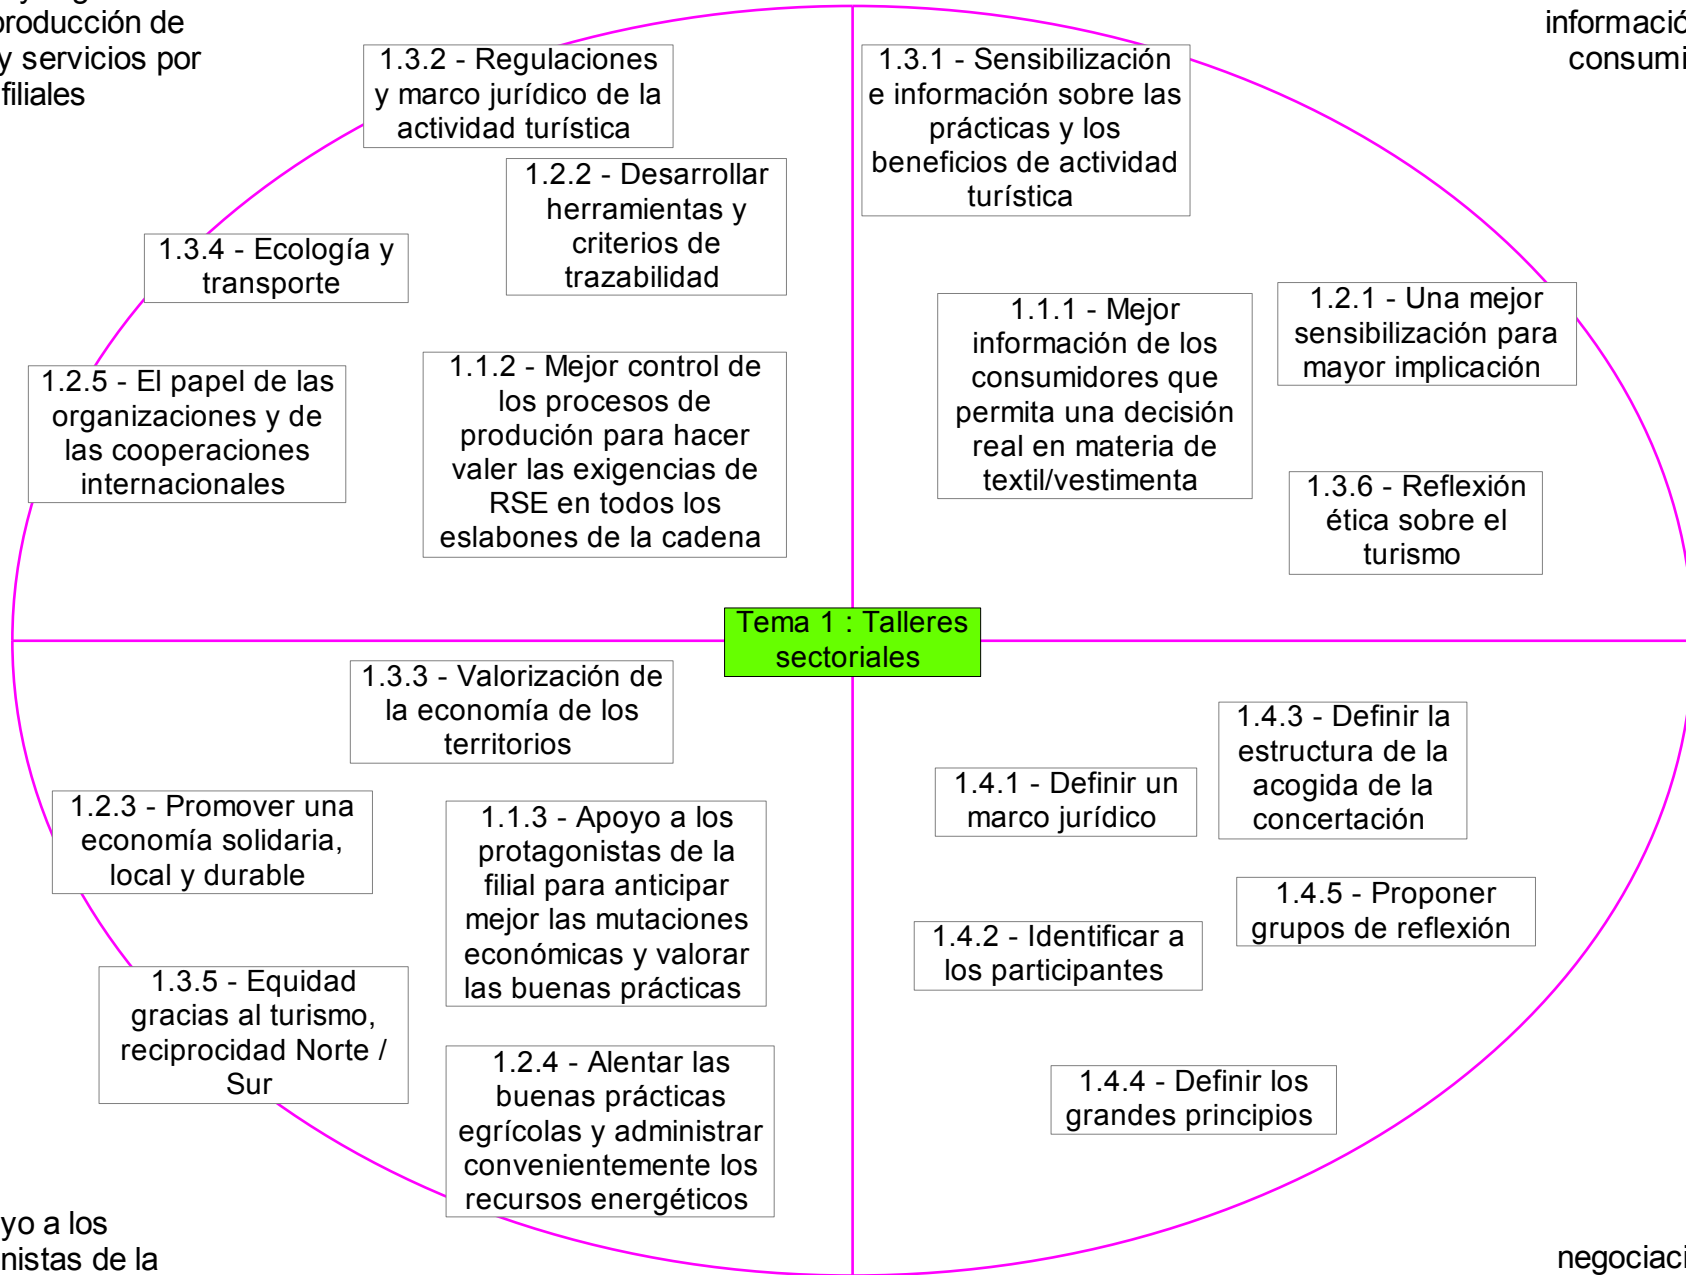 producción de
y servicios por
filiales
1.3.2 - Regulaciones
y marco jurídico de la
actividad turística
1.2.2 - Desarrollar
herramientas y
criterios de
trazabilidad
1.3.4 - Ecología y
transporte
1.2.5 - El papel de las
organizaciones y de
las cooperaciones
internacionales
1.1.2 - Mejor control de
los procesos de
produción para hacer
valer las exigencias de
RSE en todos los
eslabones de la cadena
1.3.1 - Sensibilización
e información sobre las
prácticas y los
beneficios de actividad
turística
1.1.1 - Mejor
información de los
consumidores que
permita una decisión
real en materia de
textil/vestimenta
1.2.1 - Una mejor
sensibilización para
mayor implicación
1.3.6 - Reflexión
ética sobre el
turismo
informació
consumi
Tema 1 : Talleres
sectoriales
1.3.3 - Valorización de
la economía de los
territorios
1.2.3 - Promover una
economía solidaria,
local y durable
1.1.3 - Apoyo a los
protagonistas de la
filial para anticipar
mejor las mutaciones
económicas y valorar
las buenas prácticas
1.3.5 - Equidad
gracias al turismo,
reciprocidad Norte /
Sur
1.2.4 - Alentar las
buenas prácticas
egrícolas y administrar
convenientemente los
recursos energéticos
yo a los
nistas de la
1.4.3 - Definir la
estructura de la
acogida de la
concertación
1.4.1 - Definir un
marco jurídico
1.4.5 - Proponer
grupos de reflexión
1.4.2 - Identificar a
los participantes
1.4.4 - Definir los
grandes principios
negociaci